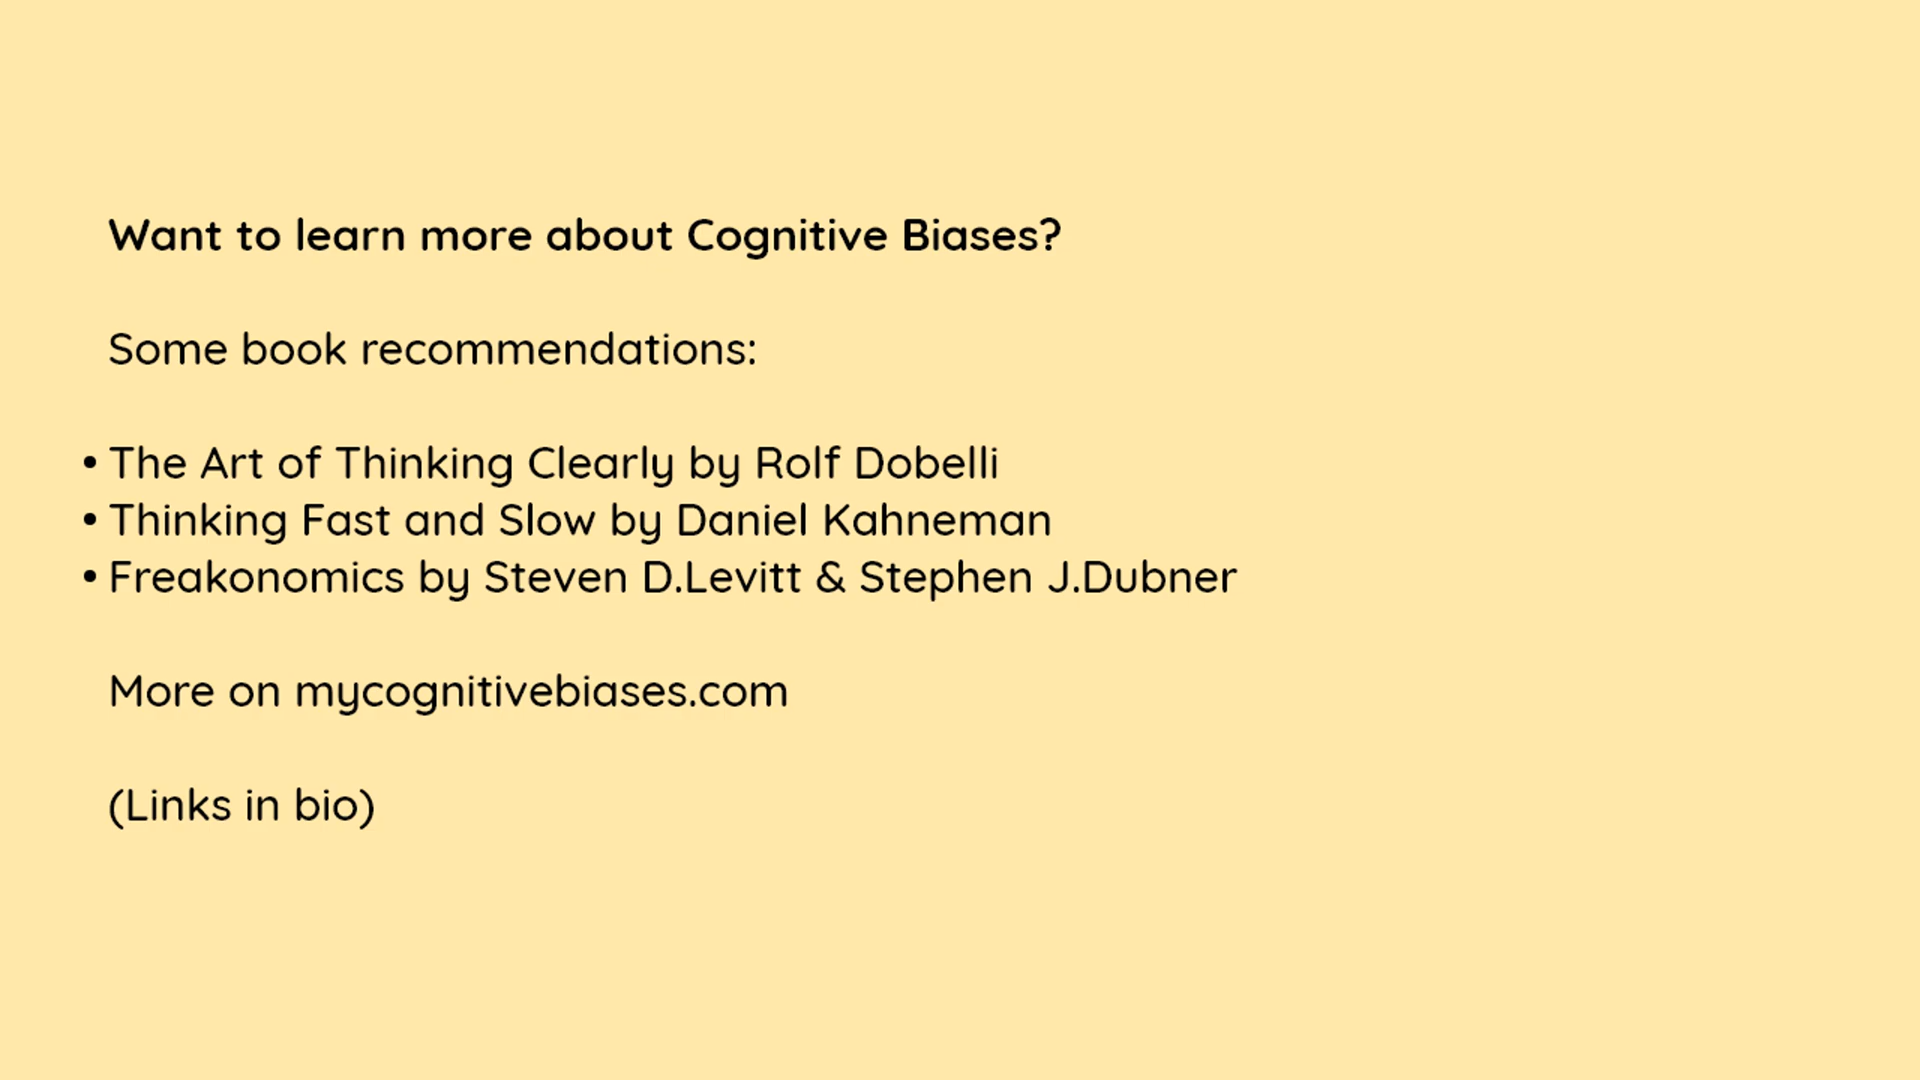 Want to learn more about Cognitive Biases?
Some book recommendations:
• The Art of Thinking Clearly by Rolf Dobelli
• Thinking Fast and Slow by Daniel Kahneman
• Freakonomics by Steven D.Levitt & Stephen J.Dubner
More on mycognitivebiases.com
(Links in bio)